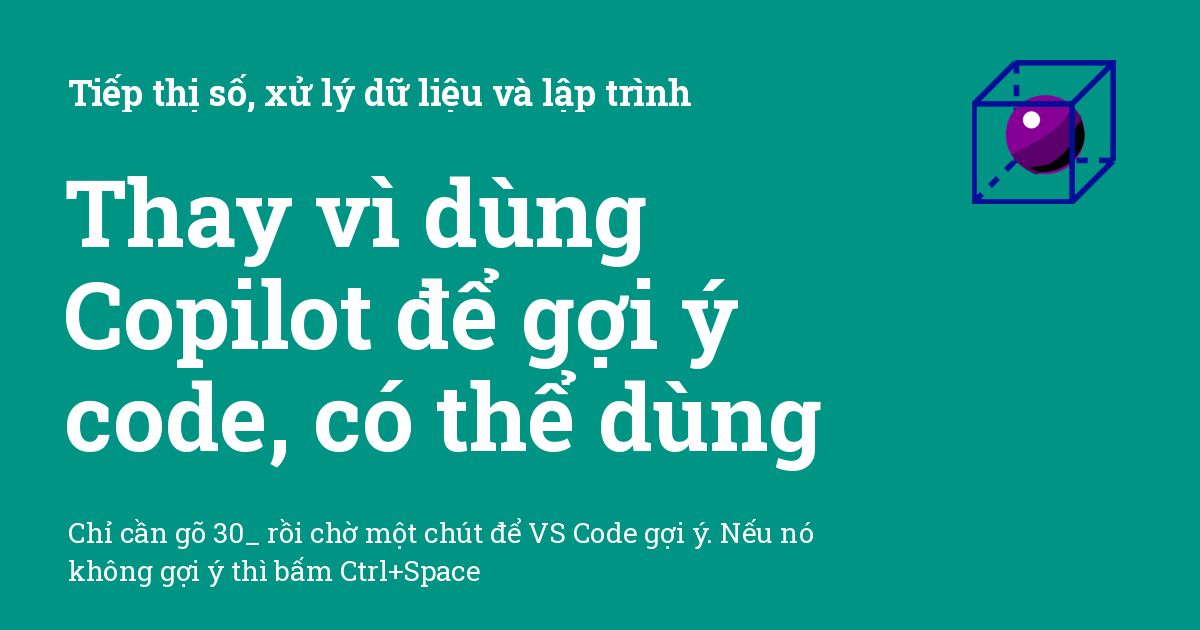 Tiếp thị số, xử lý dữ liệu và lập trình
Thay vì dùng
Copilot để gợi ý
code, có thể dùng
Chỉ cần gõ 30_ rồi chờ một chút để VS Code gợi ý. Nếu nó
không gợi ý thì bấm Ctrl+Space